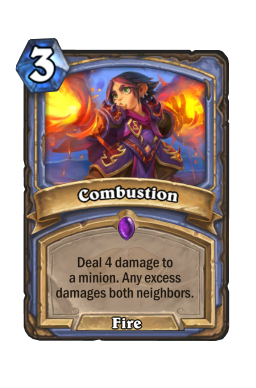 3
Combustion
Deal 4 damage to
a minion. Any excess
damages both neighbors.
Fire